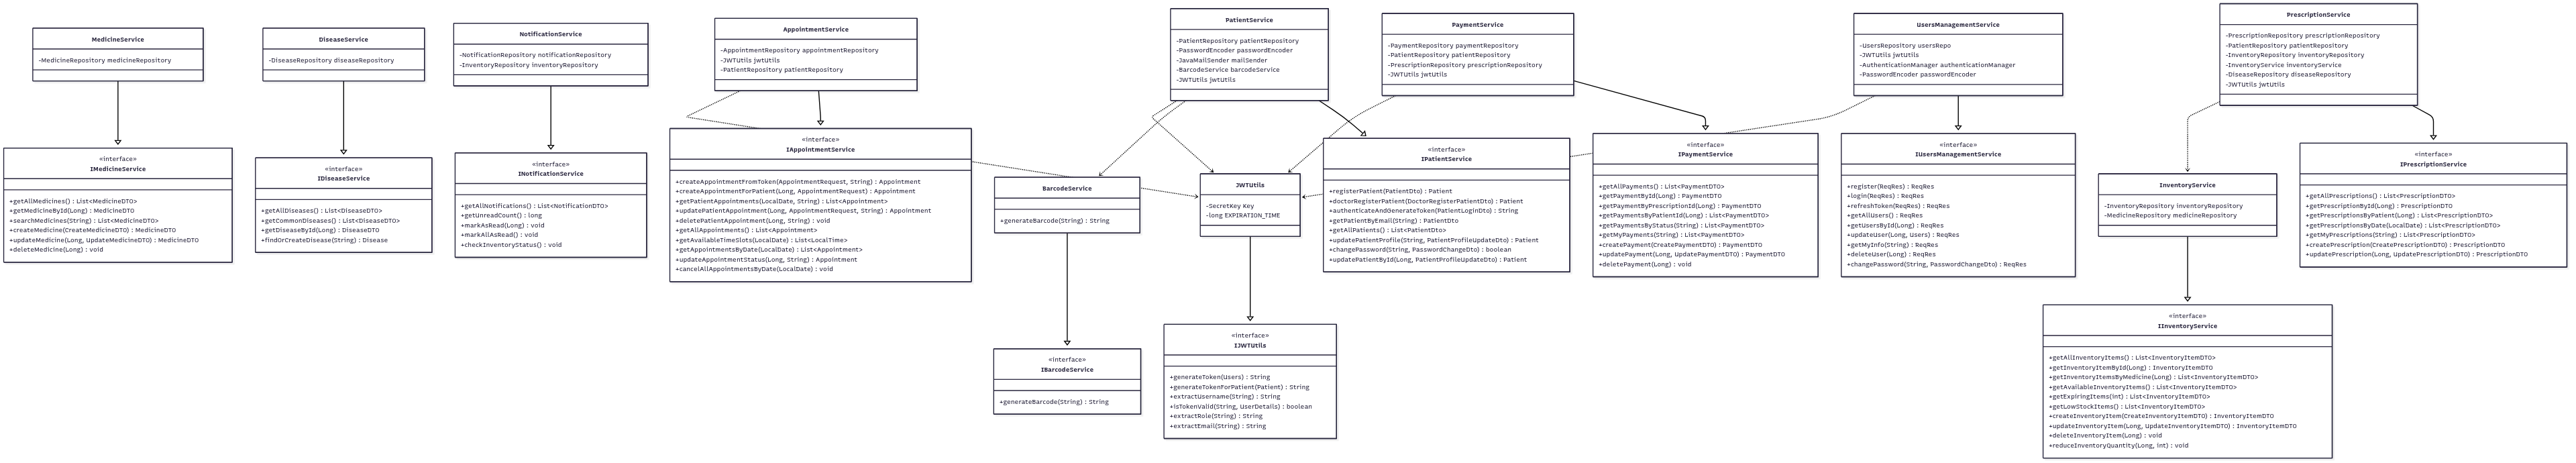 MedicineService
-MedicineRepository medicineRepository
«interface»
IMedicineService
+getAllMedicines() : List<MedicineDTO>
+getMedicineById(Long) : MedicineDTO
+searchMedicines(String) : List<MedicineDTO>
+createMedicine(CreateMedicineDTO) : MedicineDTO
+updateMedicine(Long, UpdateMedicineDTO) : MedicineDTO
+deleteMedicine(Long) : void
DiseaseService
-DiseaseRepository diseaseRepository
«interface»
IDiseaseService
+getAllDiseases() : List<DiseaseDTO>
+getCommonDiseases() : List<DiseaseDTO>
+getDiseaseById(Long) : DiseaseDTO
+findOrCreateDisease(String) : Disease
NotificationService
-NotificationRepository notificationRepository
-InventoryRepository inventoryRepository
«interface»
INotificationService
+getAllNotifications() : List<NotificationDTO>
+getUnreadCount() : long
+markAsRead(Long) : void
+markAllAsRead() : void
+checkInventoryStatus() : void
AppointmentService
-AppointmentRepository appointmentRepository
-JWTUtils jwtUtils
-PatientRepository patientRepository
«interface»
IAppointmentService
+createAppointmentFromToken(AppointmentRequest, String) : Appointment
+createAppointmentForPatient(Long, AppointmentRequest) : Appointment
+getPatientAppointments(LocalDate, String) : List<Appointment>
+updatePatientAppointment(Long, AppointmentRequest, String) : Appointment
+deletePatientAppointment(Long, String) : void
+getAllAppointments() : List<Appointment>
+getAvailableTimeSlots(LocalDate) : List<LocalTime>
+getAppointmentsByDate(LocalDate) : List<Appointment>
+updateAppointmentStatus(Long, String) : Appointment
+cancelAllAppointmentsByDate(LocalDate) : void
PatientService
-PatientRepository patientRepository
-PasswordEncoder passwordEncoder
-JavaMailSender mailSender
-BarcodeService barcodeService
-JWTUtils jwtUtils
BarcodeService
+generateBarcode(String) : String
«interface»
IBarcodeService
+generateBarcode(String) : String
JWTUtils
-SecretKey Key
-long EXPIRATION_TIME
«interface»
IJWTUtils
+generateToken(Users) : String
+generateTokenForPatient(Patient) : String
+extractUsername(String) : String
+isTokenValid(String, UserDetails) : boolean
+extractRole(String) : String
+extractEmail(String) : String
«interface»
IPatientService
+registerPatient(PatientDto) : Patient
+doctorRegisterPatient(DoctorRegisterPatientDto) : Patient
+authenticateAndGenerateToken(PatientLoginDto) : String
+getPatientByEmail(String) : PatientDto
+getAllPatients() : List<PatientDto>
+updatePatientProfile(String, PatientProfileUpdateDto) : Patient
+changePassword(String, PasswordChangeDto) : boolean
+updatePatientById(Long, PatientProfileUpdateDto) : Patient
PaymentService
-PaymentRepository paymentRepository
-PatientRepository patientRepository
-PrescriptionRepository prescriptionRepository
-JWTUtils jwtUtils
«interface»
IPaymentService
+getAllPayments() : List<PaymentDTO>
+getPaymentById(Long) : PaymentDTO
+getPaymentByPrescriptionId(Long) : PaymentDTO
+getPaymentsByPatientId(Long) : List<PaymentDTO>
+getPaymentsByStatus(String) : List<PaymentDTO>
+getMyPayments(String) : List<PaymentDTO>
+createPayment(CreatePaymentDTO) : PaymentDTO
+updatePayment(Long, UpdatePaymentDTO) : PaymentDTO
+deletePayment(Long) : void
UsersManagementService
-UsersRepository usersRepo
-JWTUtils jwtUtils
-AuthenticationManager authenticationManager
-PasswordEncoder passwordEncoder
«interface»
IUsersManagementService
+register(ReqRes) : ReqRes
+login(ReqRes) : ReqRes
+refreshToken(ReqRes) : ReqRes
+getAllUsers() : ReqRes
+getUsersById(Long) : ReqRes
+updateUser(Long, Users) : ReqRes
+getMyInfo(String) : ReqRes
+deleteUser(Long) : ReqRes
+changePassword(String, PasswordChangeDto) : ReqRes
PrescriptionService
-PrescriptionRepository prescriptionRepository
-PatientRepository patientRepository
-InventoryRepository inventoryRepository
-InventoryService inventoryService
-DiseaseRepository diseaseRepository
-JWTUtils jwtUtils
InventoryService
-InventoryRepository inventoryRepository
-MedicineRepository medicineRepository
«interface»
IInventoryService
+getAllInventoryItems() : List<InventoryItemDTO>
+getInventoryItemById(Long) : InventoryItemDTO
+getInventoryItemsByMedicine(Long) : List<InventoryItemDTO>
+getAvailableInventoryItems() : List<InventoryItemDTO>
+getExpiringItems(int) : List<InventoryItemDTO>
+getLowStockItems() : List<InventoryItemDTO>
+createInventoryItem(CreateInventoryItemDTO) : InventoryItemDTO
+updateInventoryItem(Long, UpdateInventoryItemDTO) : InventoryItemDTO
+deleteInventoryItem(Long) : void
+reduceInventoryQuantity(Long, int) : void
«interface»
IPrescriptionService
+getAllPrescriptions() : List<PrescriptionDTO>
+getPrescriptionById(Long) : PrescriptionDTO
+getPrescriptionsByPatient(Long) : List<PrescriptionDTO>
+getPrescriptionsByDate(LocalDate) : List<PrescriptionDTO>
+getMyPrescriptions(String) : List<PrescriptionDTO>
+createPrescription(CreatePrescriptionDTO) : PrescriptionDTO
+updatePrescription(Long, UpdatePrescriptionDTO) : PrescriptionDTO